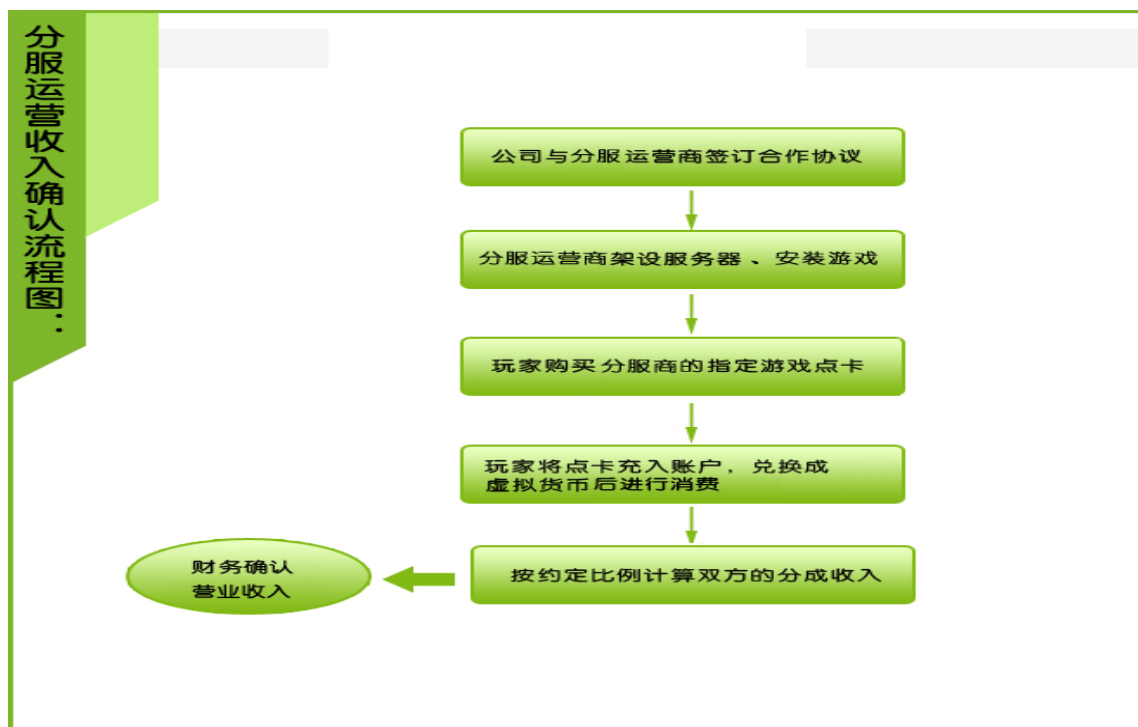 分服运营收入确认流程图：
公司与分服运营商签订合作协议
分服运营商架设服务器、安装游戏
玩家购买分服商的指定游戏点卡
玩家将点卡充入账户，兑换成
虚拟货币后进行消费
按约定比例计算双方的分成收入
财务确认
营业收入